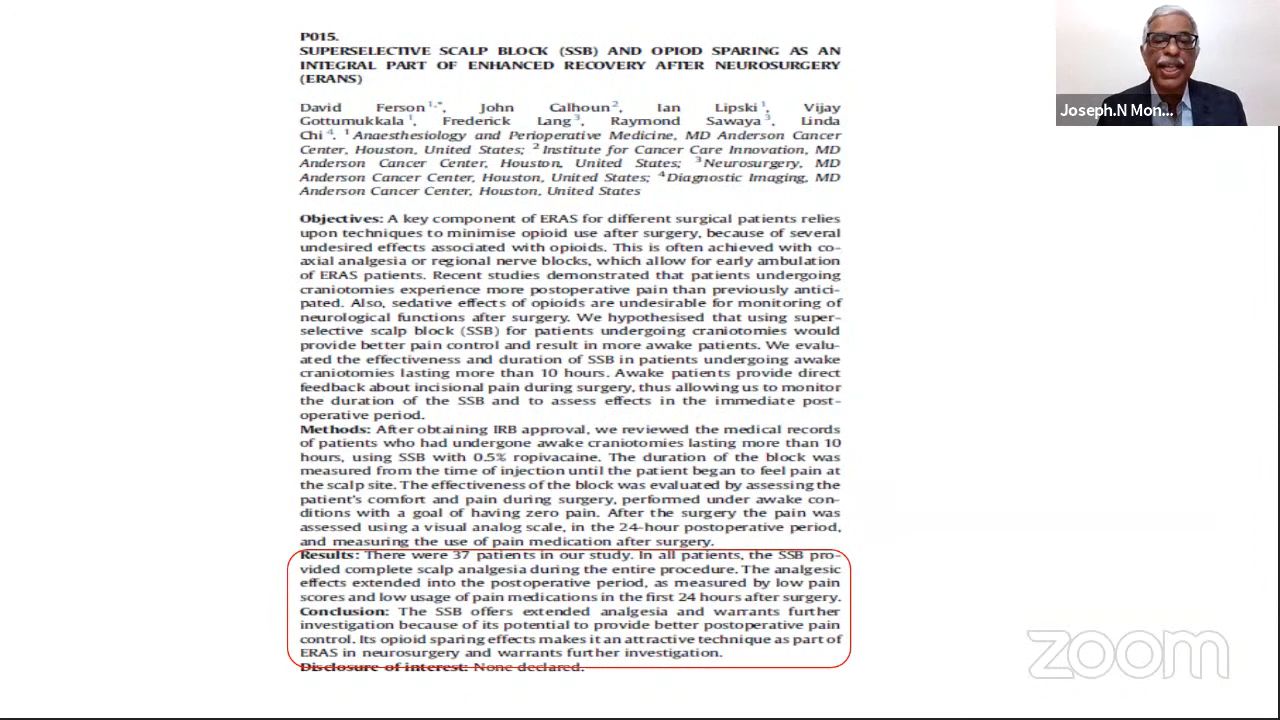 P015.
SUPERSELECTIVE SCALP BLOCK (SSB) AND OPIOD SPARING AS AN
INTEGRAL PART OF ENHANCED RECOVERY AFTER NEUROSURGERY
(ERANS)
David Ferson 1,*, John Calhoun 2, Ian Lipski 1, Vijay
Gottumukkala 1, Frederick Lang 3, Raymond Sawaya 3, Linda
Chi 4. 1 Anaesthesiology and Perioperative Medicine, MD Anderson Cancer
Center, Houston, United States; 2 Institute for Cancer Care Innovation, MD
Anderson Cancer Center, Houston, United States; 3 Neurosurgery, MD
Anderson Cancer Center, Houston, United States; 4 Diagnostic Imaging, MD
Anderson Cancer Center, Houston, United States
Objectives: A key component of ERAS for different surgical patients relies
upon techniques to minimise opioid use after surgery, because of several
undesired effects associated with opioids. This is often achieved with co-
axial analgesia or regional nerve blocks, which allow for early ambulation
of ERAS patients. Recent studies demonstrated that patients undergoing
craniotomies experience more postoperative pain than previously antici-
pated. Also, sedative effects of opioids are undesirable for monitoring of
neurological functions after surgery. We hypothesised that using super-
selective scalp block (SSB) for patients undergoing craniotomies would
provide better pain control and result in more awake patients. We evalu-
ated the effectiveness and duration of SSB in patients undergoing awake
craniotomies lasting more than 10 hours. Awake patients provide direct
feedback about incisional pain during surgery, thus allowing us to monitor
the duration of the SSB and to assess effects in the immediate post-
operative period.
Methods: After obtaining IRB approval, we reviewed the medical records
of patients who had undergone awake craniotomies lasting more than 10
hours, using SSB with 0.5% ropivacaine. The duration of the block was
measured from the time of injection until the patient began to feel pain at
the scalp site. The effectiveness of the block was evaluated by assessing the
patient's comfort and pain during surgery, performed under awake con-
ditions with a goal of having zero pain. After the surgery the pain was
assessed using a visual analog scale, in the 24-hour postoperative period,
and measuring the use of pain medication after surgery.
Results: There were 37 patients in our study. In all patients, the SSB pro-
vided complete scalp analgesia during the entire procedure. The analgesic
effects extended into the postoperative period, as measured by low pain
scores and low usage of pain medications in the first 24 hours after surgery.
Conclusion: The SSB offers extended analgesia and warrants further
investigation because of its potential to provide better postoperative pain
control. Its opioid sparing effects makes it an attractive technique as part of
ERAS in neurosurgery and warrants further investigation.
Disclosure of interest: None declared.
Joseph.N Mon...
zoom